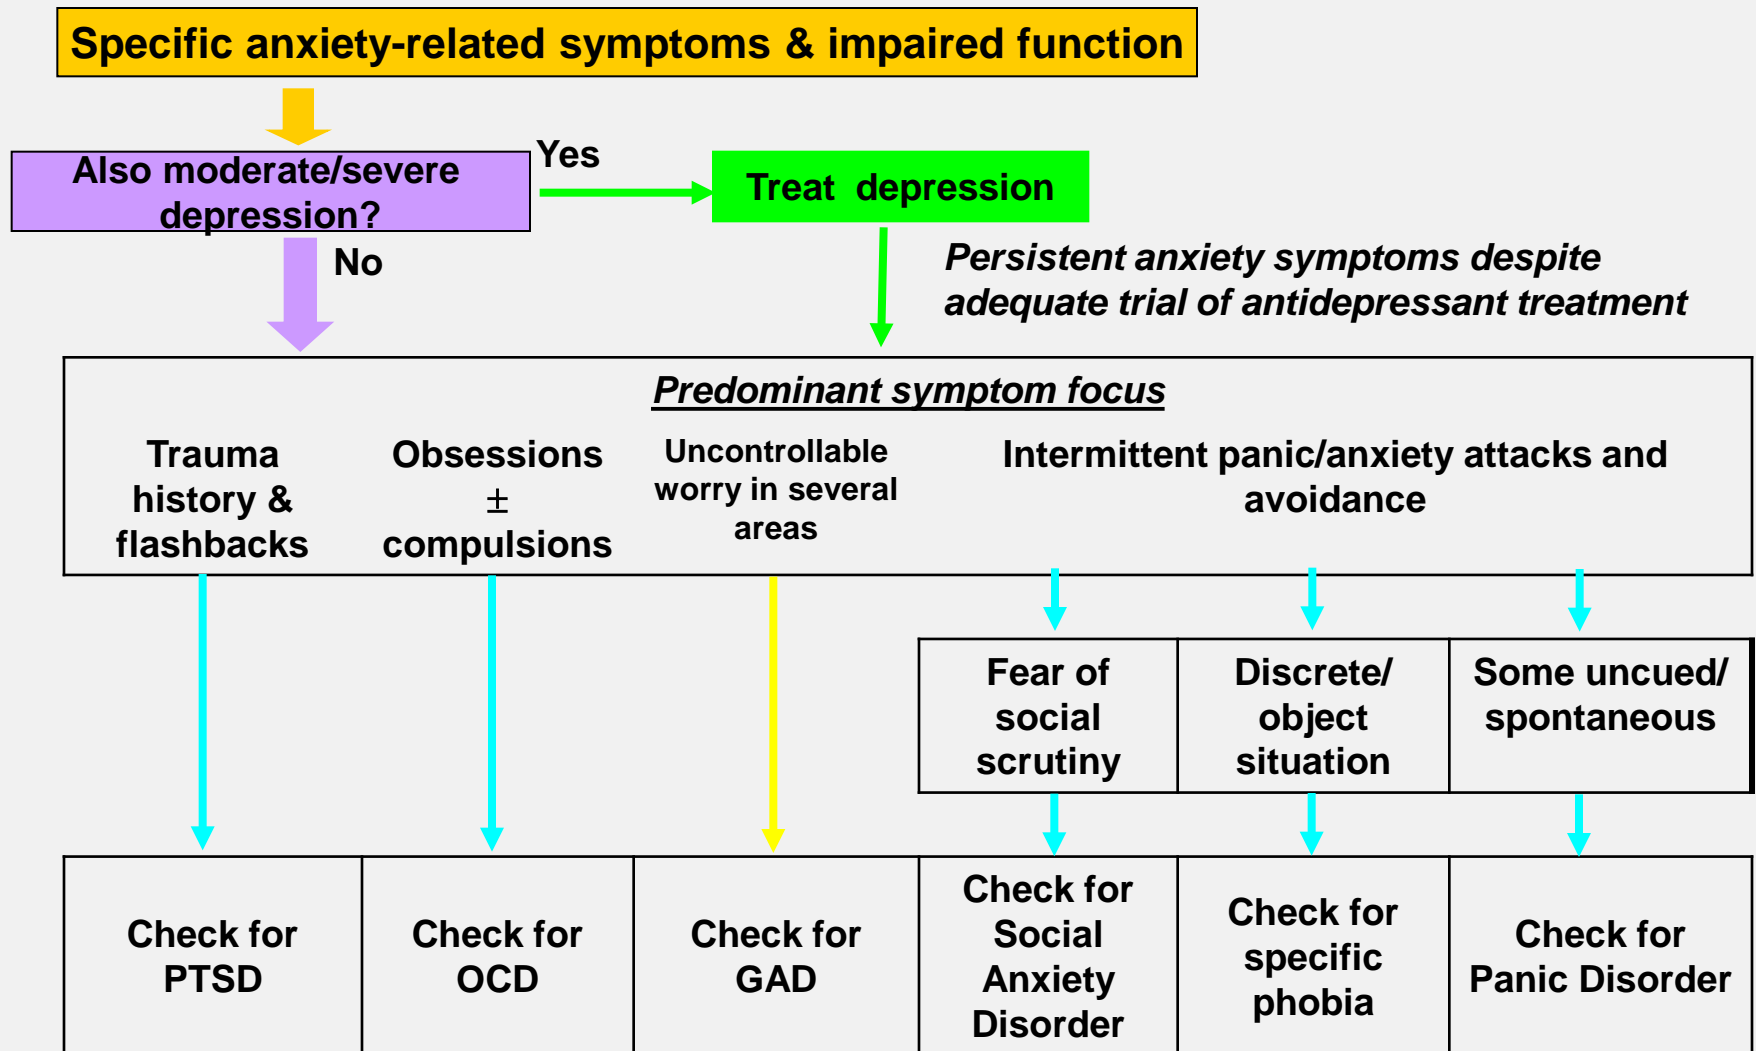 Specific anxiety-related symptoms & impaired function
Also moderate/severe
depression?
Yes
Treat depression
No
Persistent anxiety symptoms despite
adequate trial of antidepressant treatment
Predominant symptom focus
Trauma
history &
flashbacks
Obsessions
±
compulsions
Uncontrollable
worry in several
areas
Intermittent panic/anxiety attacks and
avoidance
Fear of
social
scrutiny
Discrete/
object
situation
Some uncued/
spontaneous
Check for
PTSD
Check for
OCD
Check for
GAD
Check for
Social
Anxiety
Disorder
Check for
specific
phobia
Check for
Panic Disorder